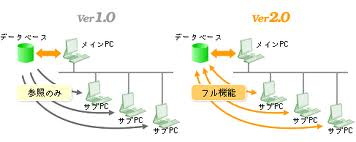 Ver1.0
データベース
メインPC
参照のみ
サブPC
サブPC
サブPC
Ver2.0
データベース
メインPC
フル機能
サブPC
サブPC
サブPC